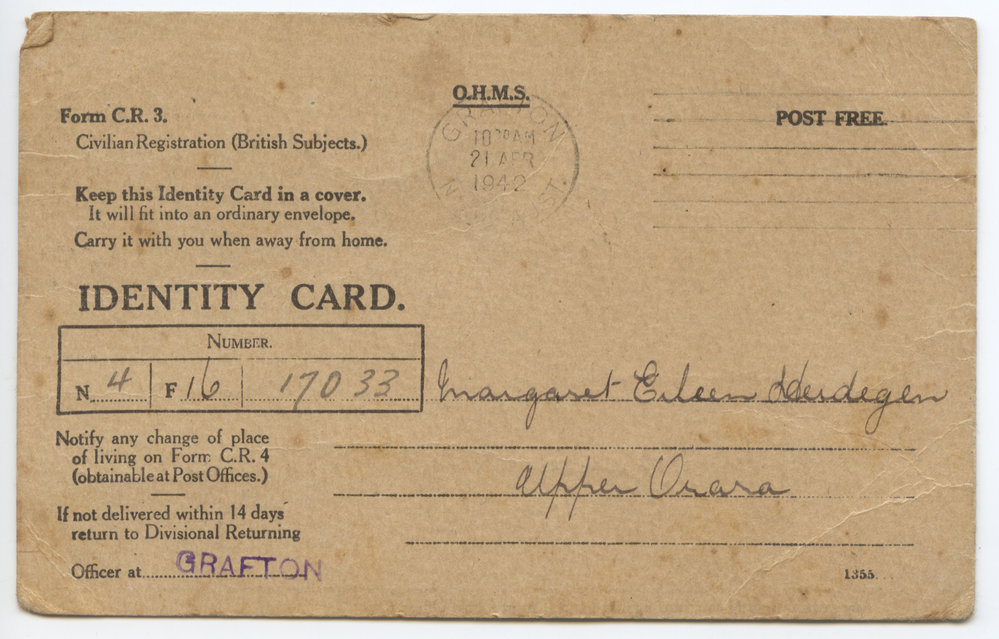 O.H.M.S.
POST FREE.
Form C.R. 3.
Civilian Registration (British Subjects.)
GRAFTON
10 30 AM
21 APR
1942
Keep this Identity Card in a cover.
It will fit into an ordinary envelope.
Carry it with you when away from home.
IDENTITY CARD.
NUMBER.
N 4 F 16 17033
Margaret Eileen Herdegen
Notify any change of place
of living on Form C.R. 4
(obtainable at Post Offices.)
Upper Orara
If not delivered within 14 days
return to Divisional Returning
Officer at GRAFTON
1355.